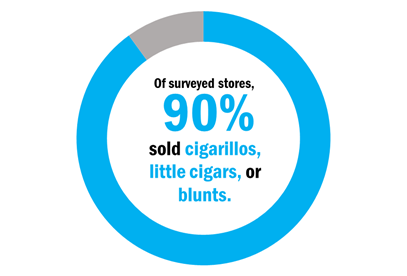 Of surveyed stores,
90%
sold cigarillos,
little cigars, or
blunts.